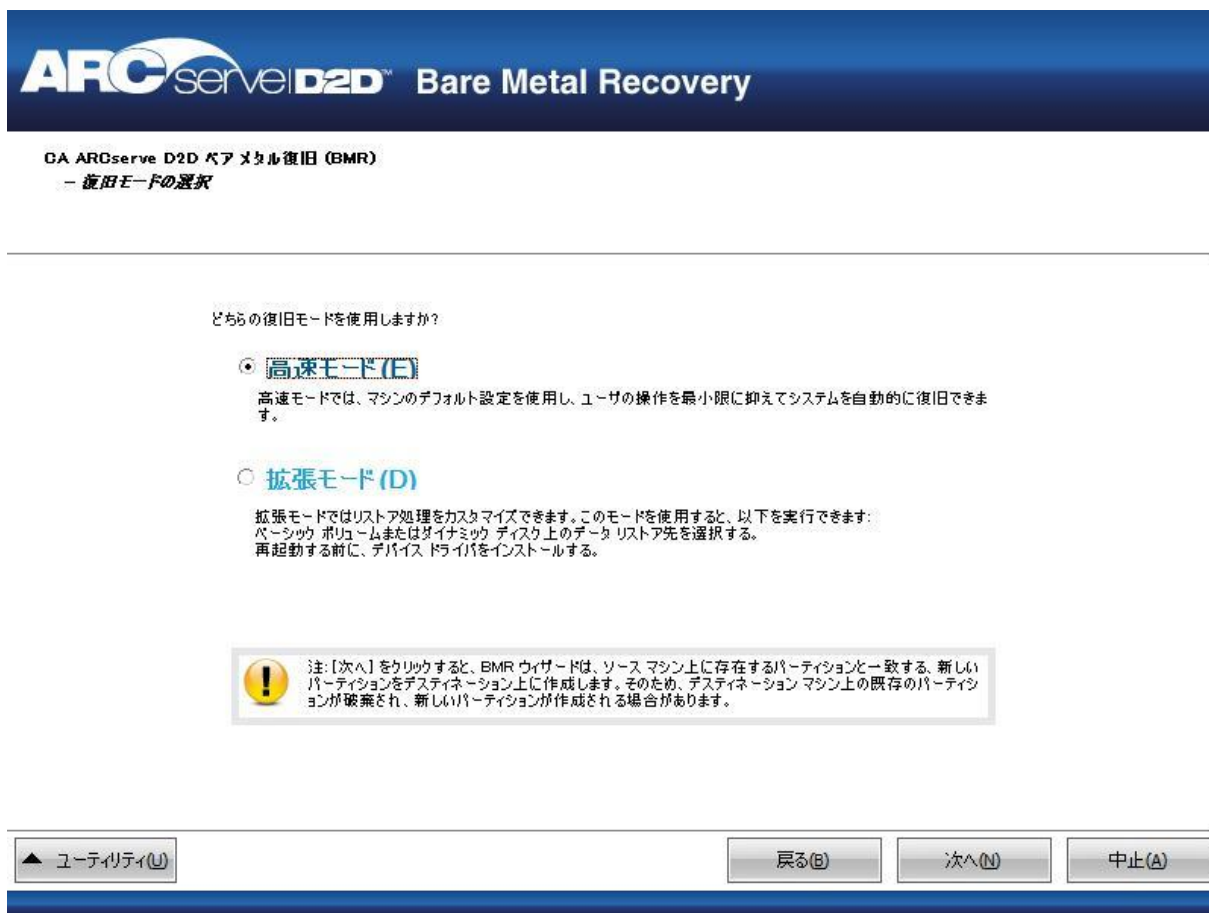 ARCserve D2D™ Bare Metal Recovery
CA ARCserve D2D ベア メタル復旧 (BMR)
– 復旧モードの選択
どちらの復旧モードを使用しますか?
高速モード(E)
高速モードでは、マシンのデフォルト設定を使用し、ユーザの操作を最小限に抑えてシステムを自動的に復旧できま
す。
拡張モード(D)
拡張モードではリストア処理をカスタマイズできます。このモードを使用すると、以下を実行できます:
ベーシック ボリュームまたはダイナミック ディスク上のデータ リストア先を選択する。
再起動する前に、デバイス ドライバをインストールする。
注: [次へ] をクリックすると、BMR ウィザードは、ソース マシン上に存在するパーティションと一致する、新しい
パーティションをデスティネーション上に作成します。そのため、デスティネーション マシン上の既存のパーティシ
ョンが破棄され、新しいパーティションが作成される場合があります。
▲ ユーティリティ(U)
戻る(B)
次へ(N)
中止(A)